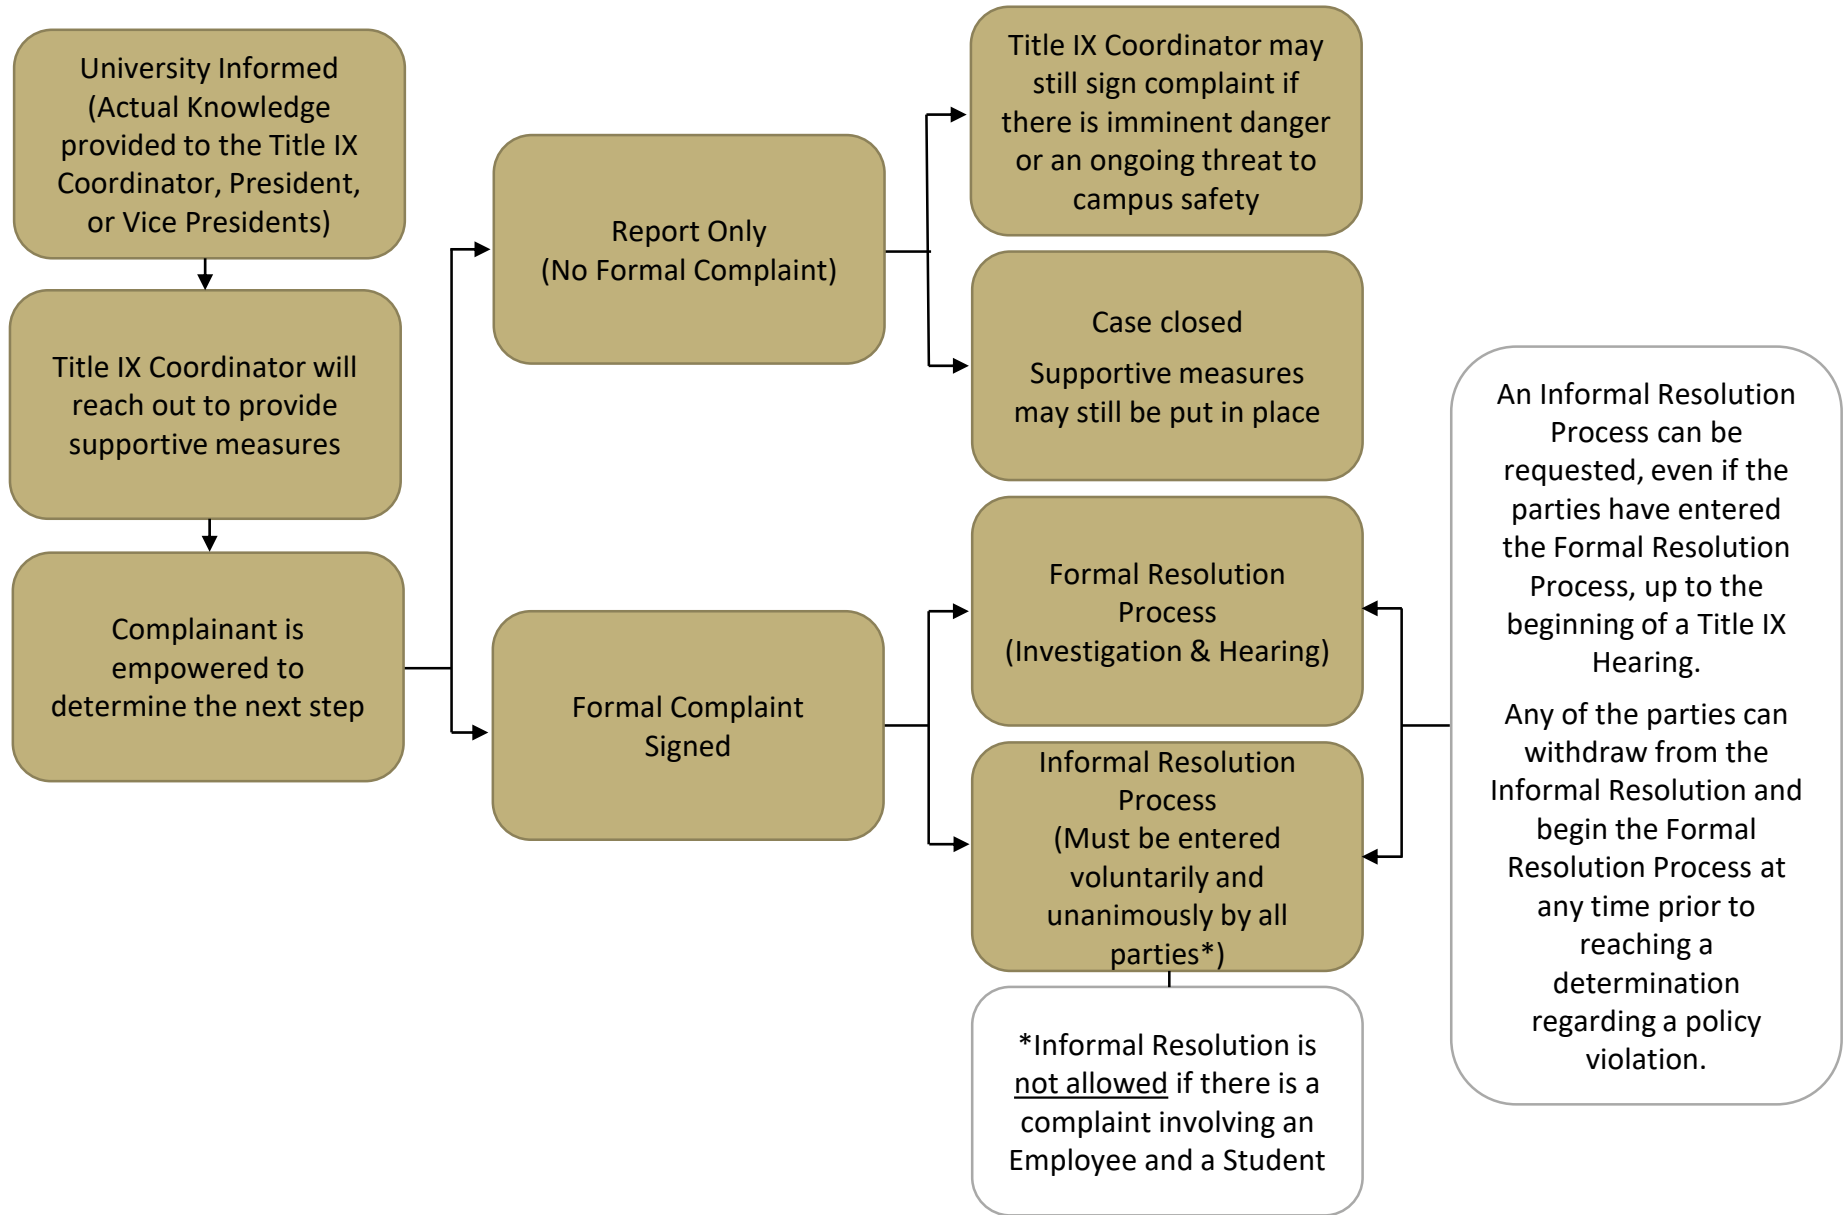 University Informed
(Actual Knowledge
provided to the Title IX
Coordinator, President,
or Vice Presidents)
Title IX Coordinator will
reach out to provide
supportive measures
Complainant is
empowered to
determine the next step
Report Only
(No Formal Complaint)
Formal Complaint
Signed
Title IX Coordinator may
still sign complaint if
there is imminent danger
or an ongoing threat to
campus safety
Case closed
Supportive measures
may still be put in place
Formal Resolution
Process
(Investigation & Hearing)
Informal Resolution
Process
(Must be entered
voluntarily and
unanimously by all
parties*)
*Informal Resolution is
not allowed if there is a
complaint involving an
Employee and a Student
An Informal Resolution
Process can be
requested, even if the
parties have entered
the Formal Resolution
Process, up to the
beginning of a Title IX
Hearing.
Any of the parties can
withdraw from the
Informal Resolution and
begin the Formal
Resolution Process at
any time prior to
reaching a
determination
regarding a policy
violation.